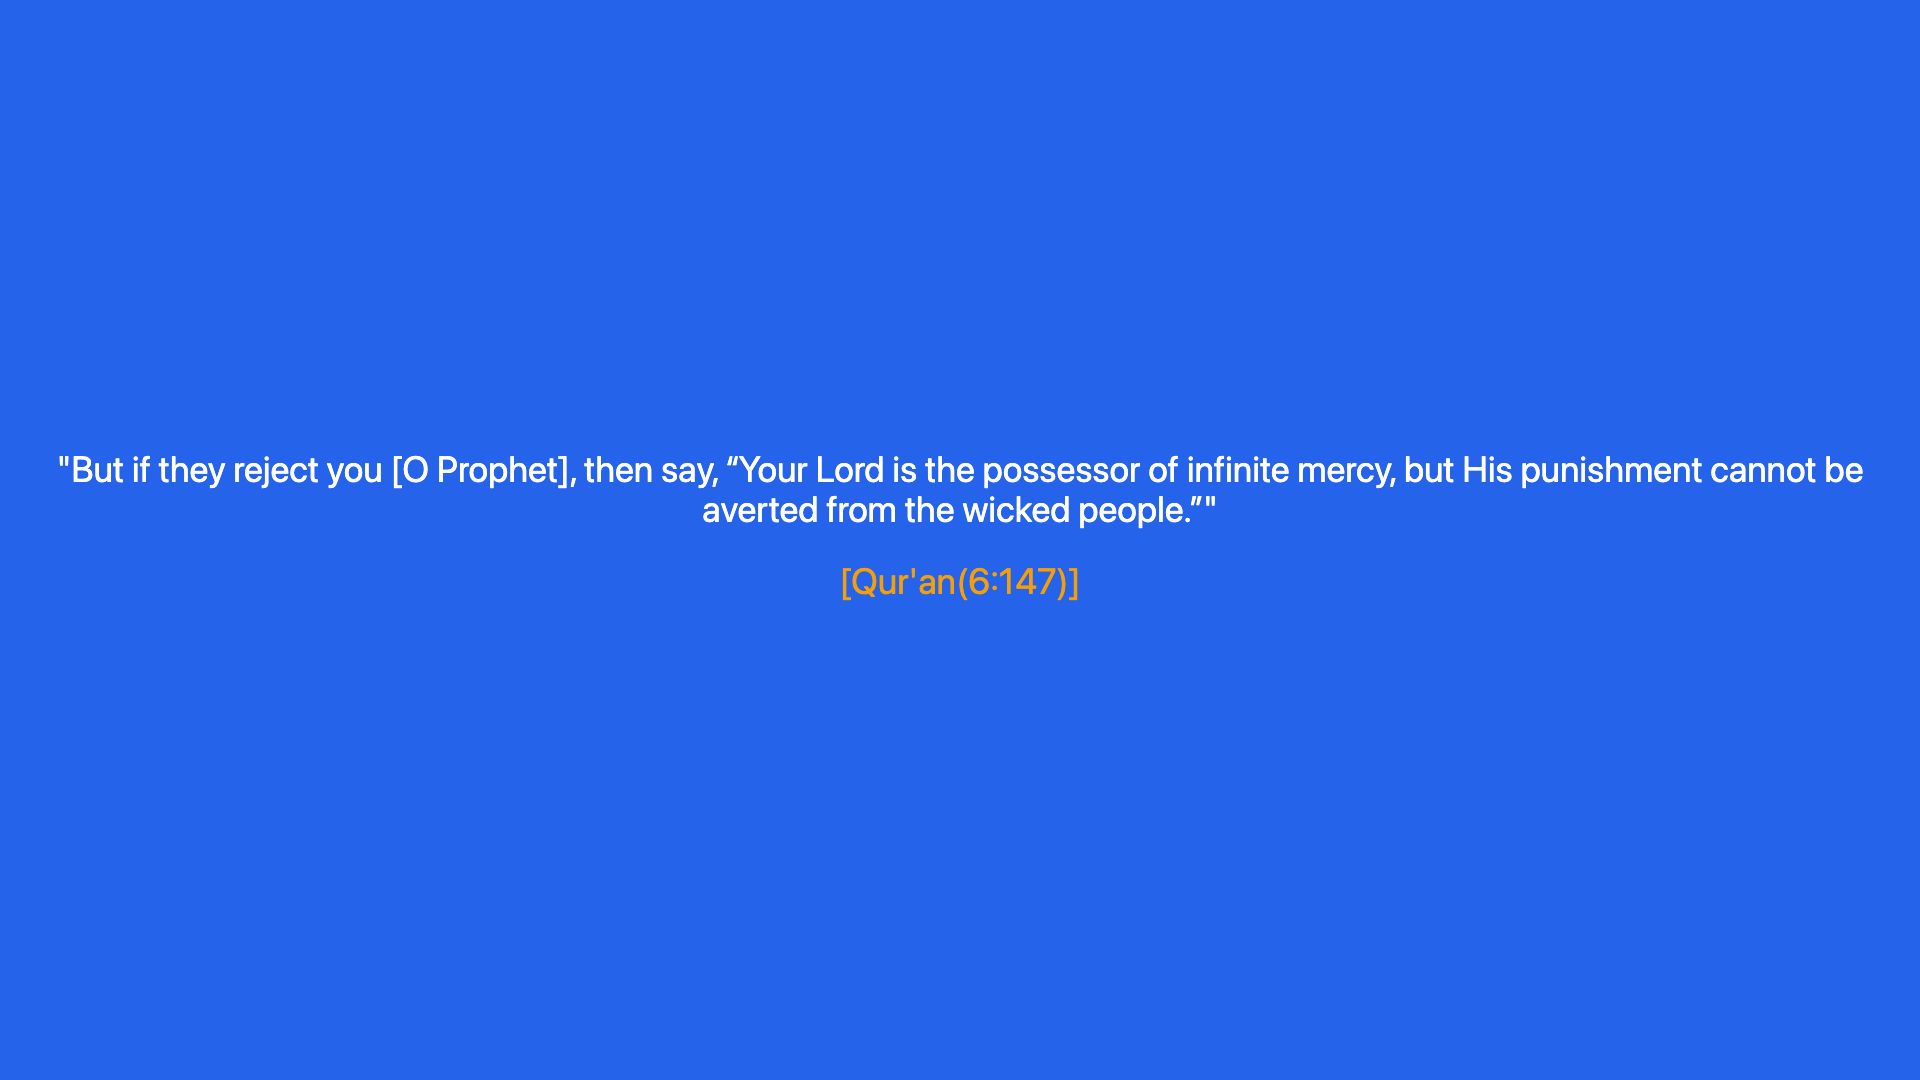 "But if they reject you [O Prophet], then say, “Your Lord is the possessor of infinite mercy, but His punishment cannot be
averted from the wicked people.”"
[Qur'an(6:147)]